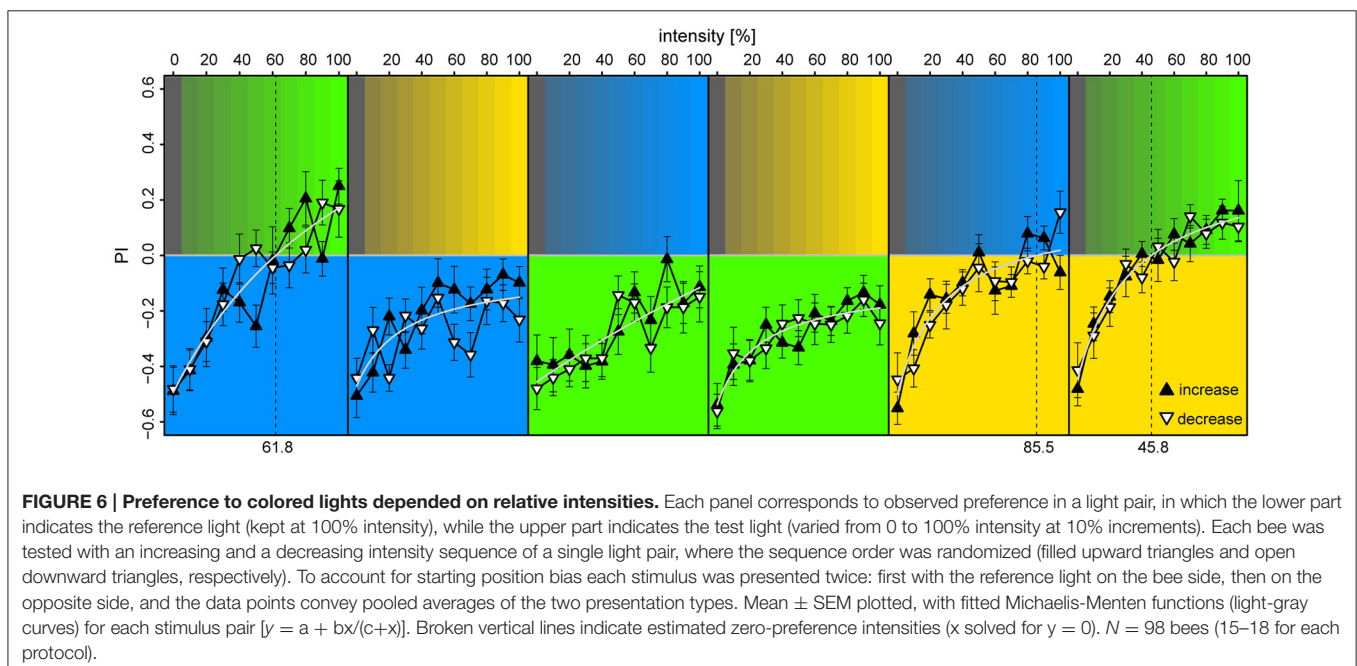 intensity [%]
0 20 40 60 80 100 20 40 60 80 100 20 40 60 80 100 20 40 60 80 100 20 40 60 80 100 20 40 60 80 100
0.6
0.4
0.2
0.0
−0.2
−0.4
−0.6
PI
increase
decrease
61.8 85.5 45.8
FIGURE 6 | Preference to colored lights depended on relative intensities. Each panel corresponds to observed preference in a light pair, in which the lower part
indicates the reference light (kept at 100% intensity), while the upper part indicates the test light (varied from 0 to 100% intensity at 10% increments). Each bee was
tested with an increasing and a decreasing intensity sequence of a single light pair, where the sequence order was randomized (filled upward triangles and open
downward triangles, respectively). To account for starting position bias each stimulus was presented twice: first with the reference light on the bee side, then on the
opposite side, and the data points convey pooled averages of the two presentation types. Mean ± SEM plotted, with fitted Michaelis-Menten functions (light-gray
curves) for each stimulus pair [y = a + bx/(c+x)]. Broken vertical lines indicate estimated zero-preference intensities (x solved for y = 0). N = 98 bees (15–18 for each
protocol).